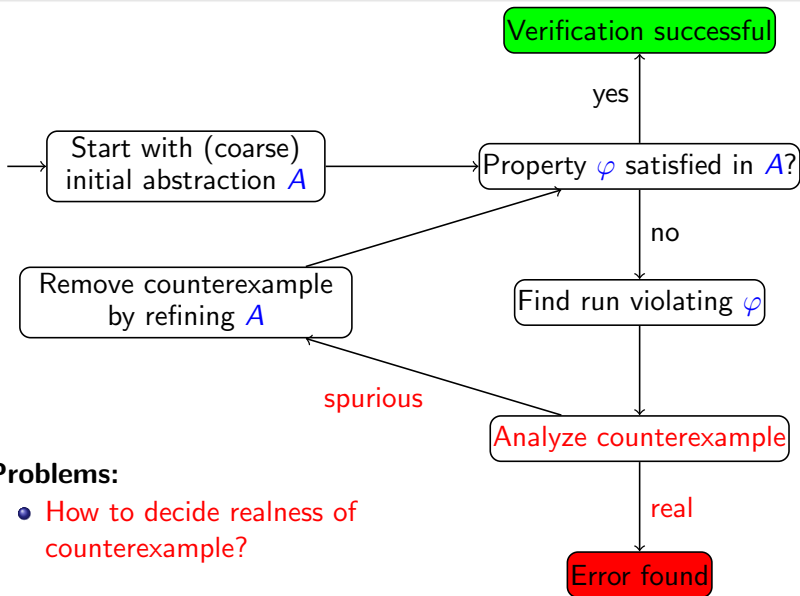 Verification successful
yes
Start with (coarse)
initial abstraction A
Property φ satisfied in A?
no
Remove counterexample
by refining A
Find run violating φ
spurious
Analyze counterexample
Problems:
How to decide realness of
counterexample?
real
Error found